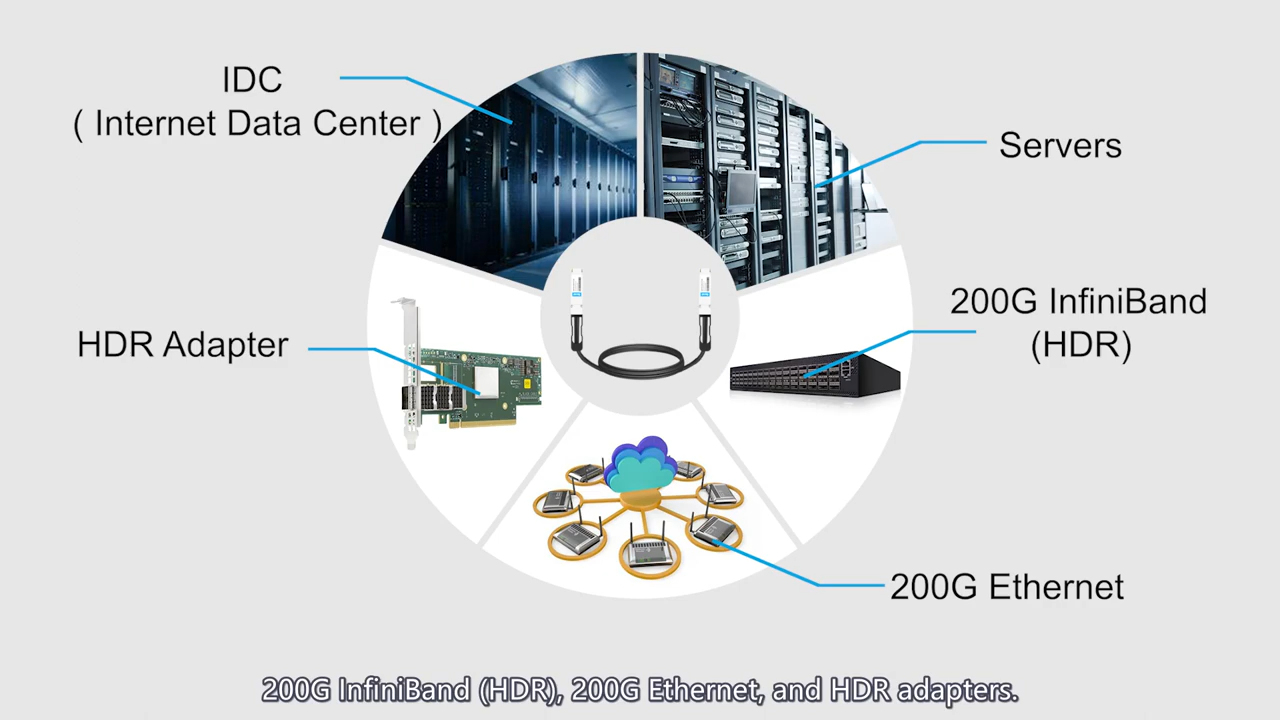 IDC
( Internet Data Center )
Servers
200G InfiniBand
(HDR)
HDR Adapter
200G Ethernet
200G InfiniBand (HDR), 200G Ethernet, and HDR adapters.